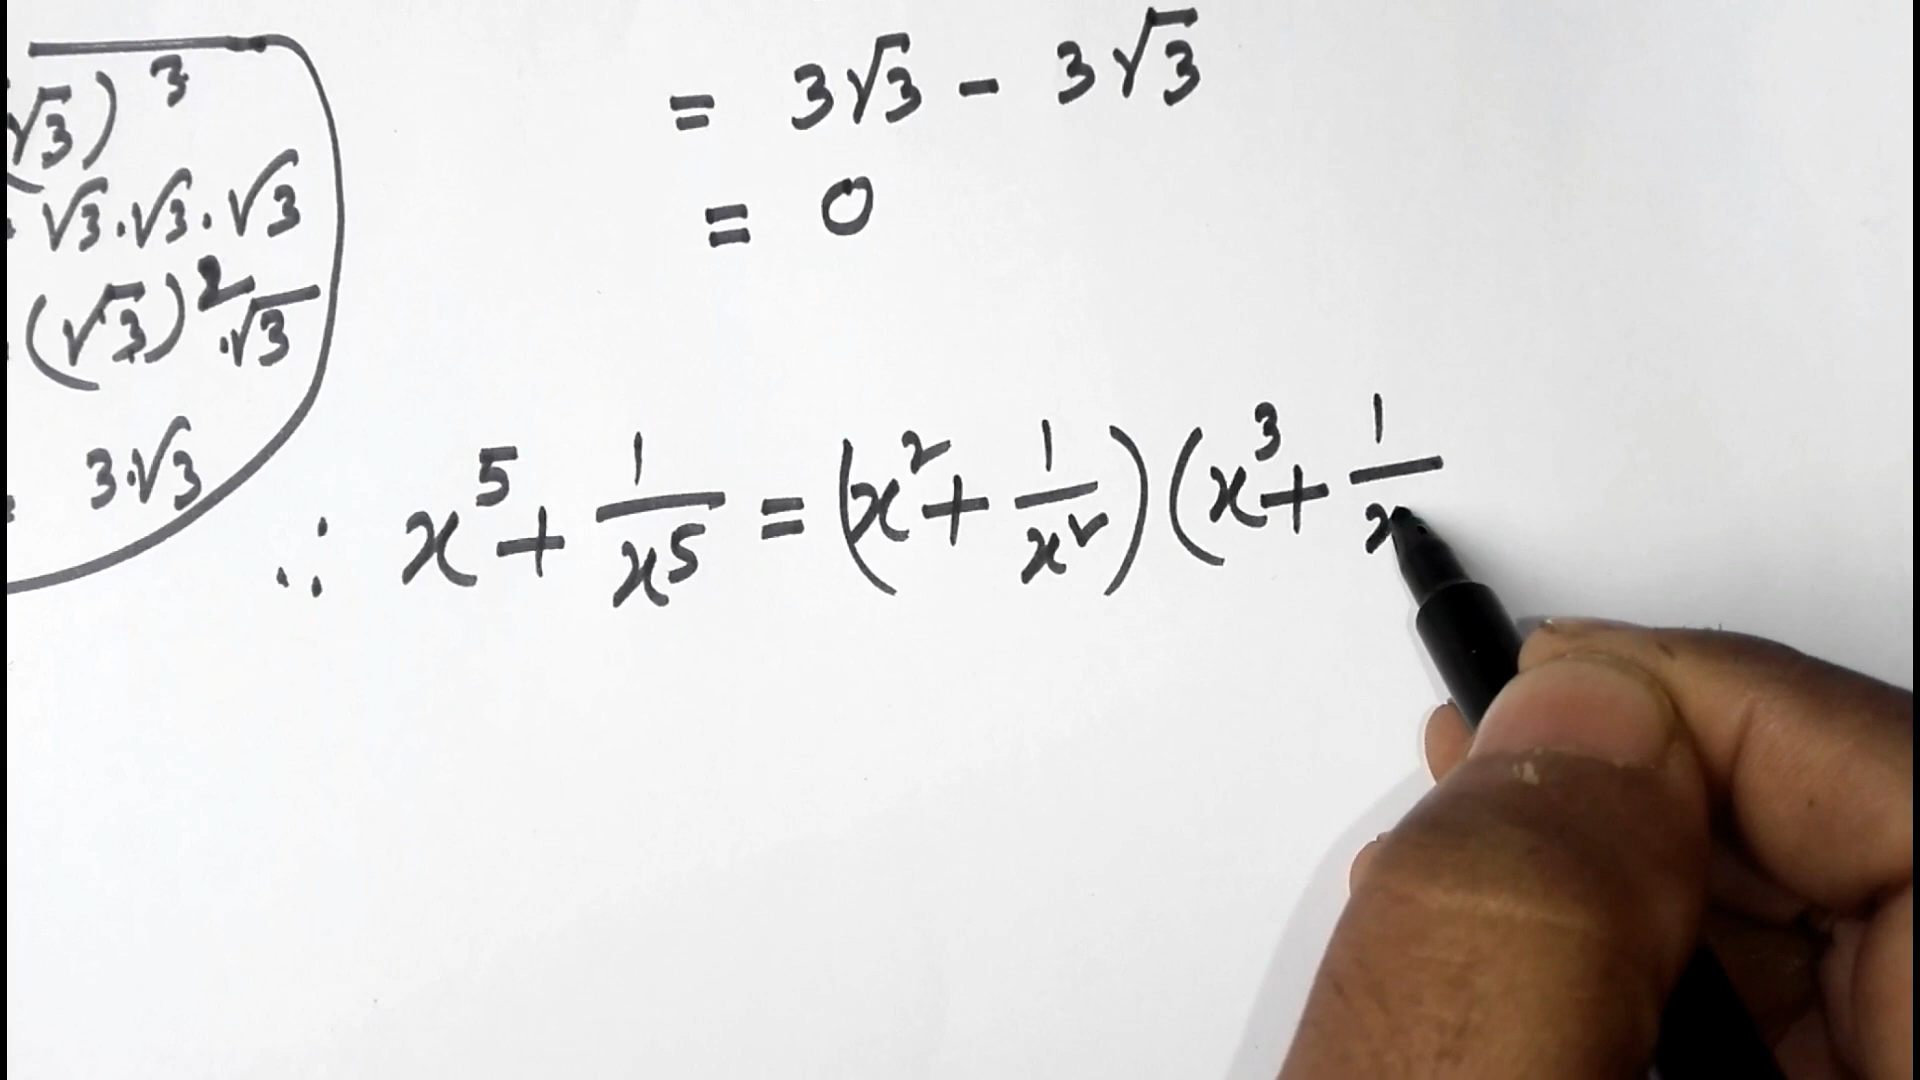 (√3)³
= 3√3 - 3√3
√3.√3.√3
= 0
(√3)².√3
3.√3
∴ x⁵ + 1/x⁵ = (x² + 1/x²)(x³ + 1/x